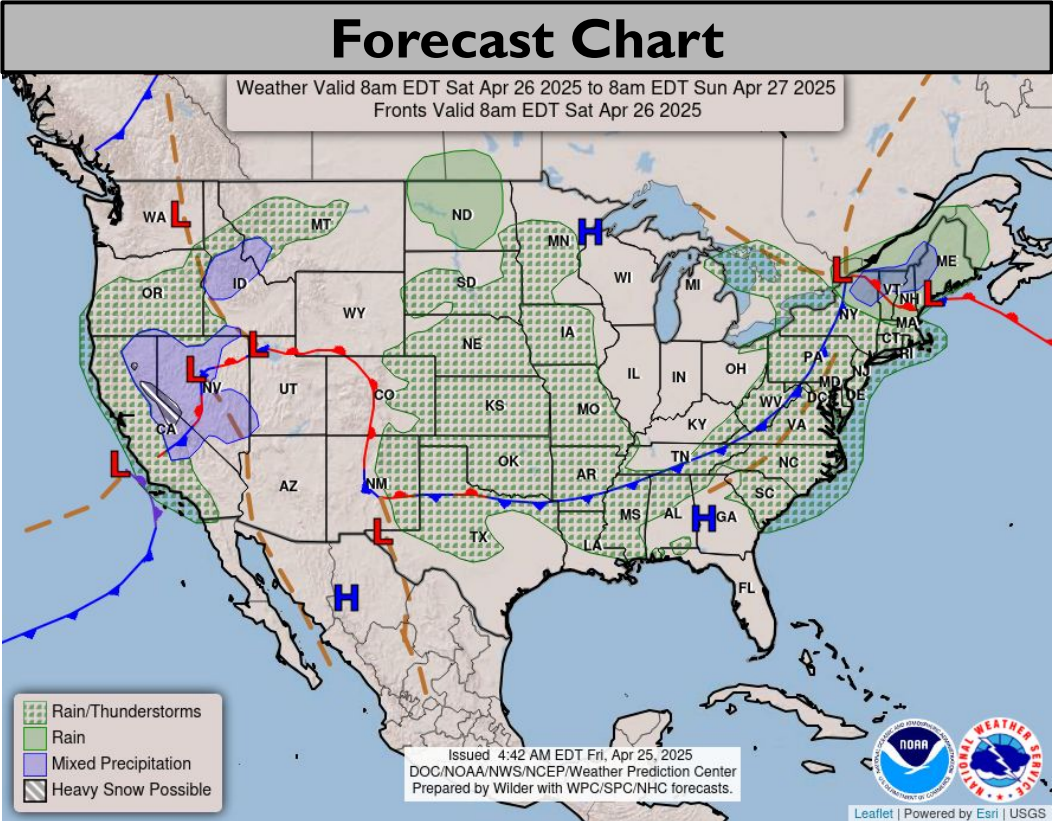 Forecast Chart
Weather Valid 8am EDT Sat Apr 26 2025 to 8am EDT Sun Apr 27 2025
Fronts Valid 8am EDT Sat Apr 26 2025
WA L
MT
ND
MN H
ME
OR
ID
SD
WI
MI
L
VT
NH
L
WY
NY
MA
CT
RI
L
L
NV
UT
CO
NE
IA
IL
IN
OH
PA
NJ
MD
DC
DE
WV
VA
KS
MO
KY
CA
L
AZ
NM
OK
AR
TN
NC
SC
MS
AL
H GA
L
TX
LA
H
FL
Rain/Thunderstorms
Rain
Mixed Precipitation
Heavy Snow Possible
Issued 4:42 AM EDT Fri, Apr 25, 2025
DOC/NOAA/NWS/NCEP/Weather Prediction Center
Prepared by Wilder with WPC/SPC/NHC forecasts.
NOAA
NATIONAL WEATHER SERVICE
Leaflet | Powered by Esri | USGS